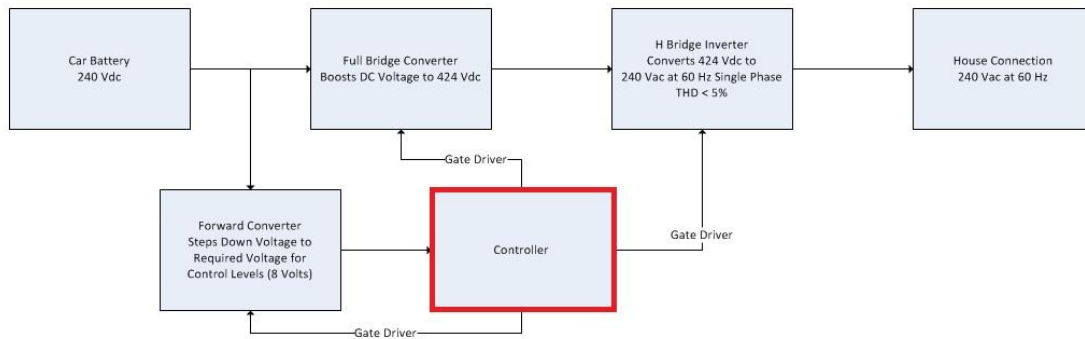 Car Battery
240 Vdc
Full Bridge Converter
Boosts DC Voltage to 424 Vdc
H Bridge Inverter
Converts 424 Vdc to
240 Vac at 60 Hz Single Phase
THD < 5%
House Connection
240 Vac at 60 Hz
Gate Driver
Forward Converter
Steps Down Voltage to
Required Voltage for
Control Levels (8 Volts)
Controller
Gate Driver
Gate Driver